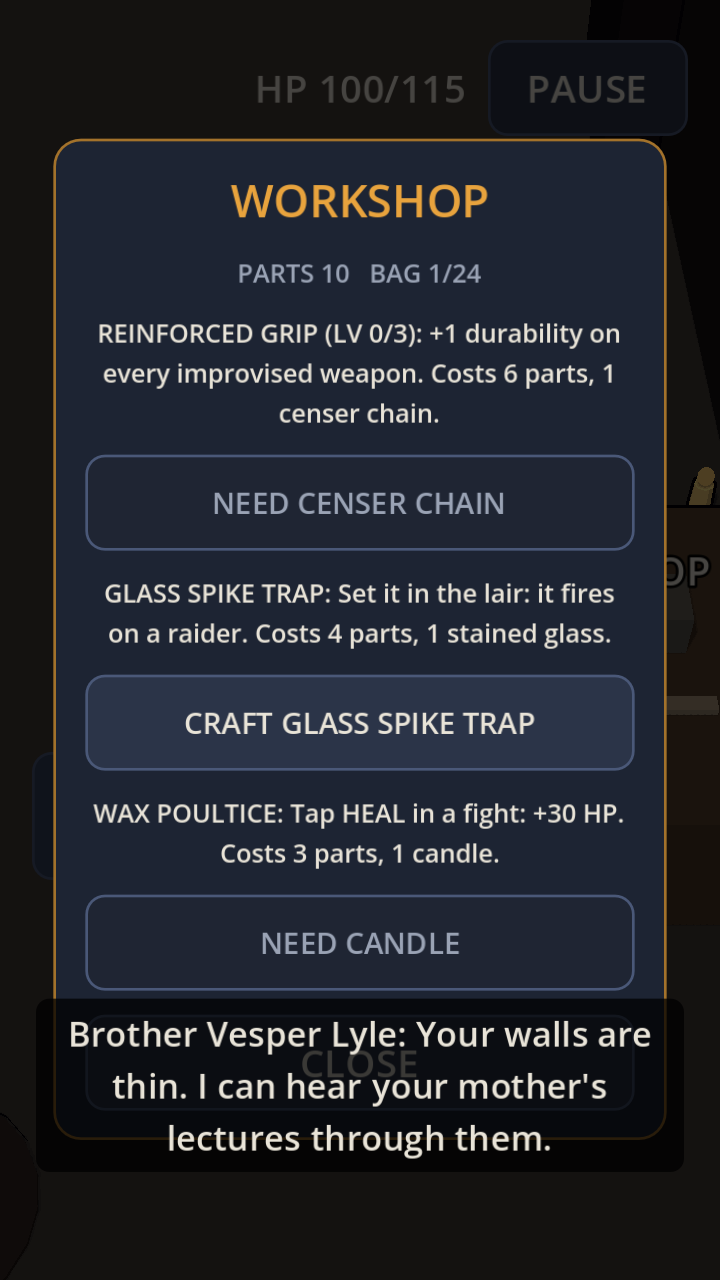 HP 100/115
PAUSE
WORKSHOP
PARTS 10 BAG 1/24
REINFORCED GRIP (LV 0/3): +1 durability on
every improvised weapon. Costs 6 parts, 1
censer chain.
NEED CENSER CHAIN
OP
GLASS SPIKE TRAP: Set it in the lair: it fires
on a raider. Costs 4 parts, 1 stained glass.
CRAFT GLASS SPIKE TRAP
WAX POULTICE: Tap HEAL in a fight: +30 HP.
Costs 3 parts, 1 candle.
NEED CANDLE
CLOSE
Brother Vesper Lyle: Your walls are
thin. I can hear your mother's
lectures through them.